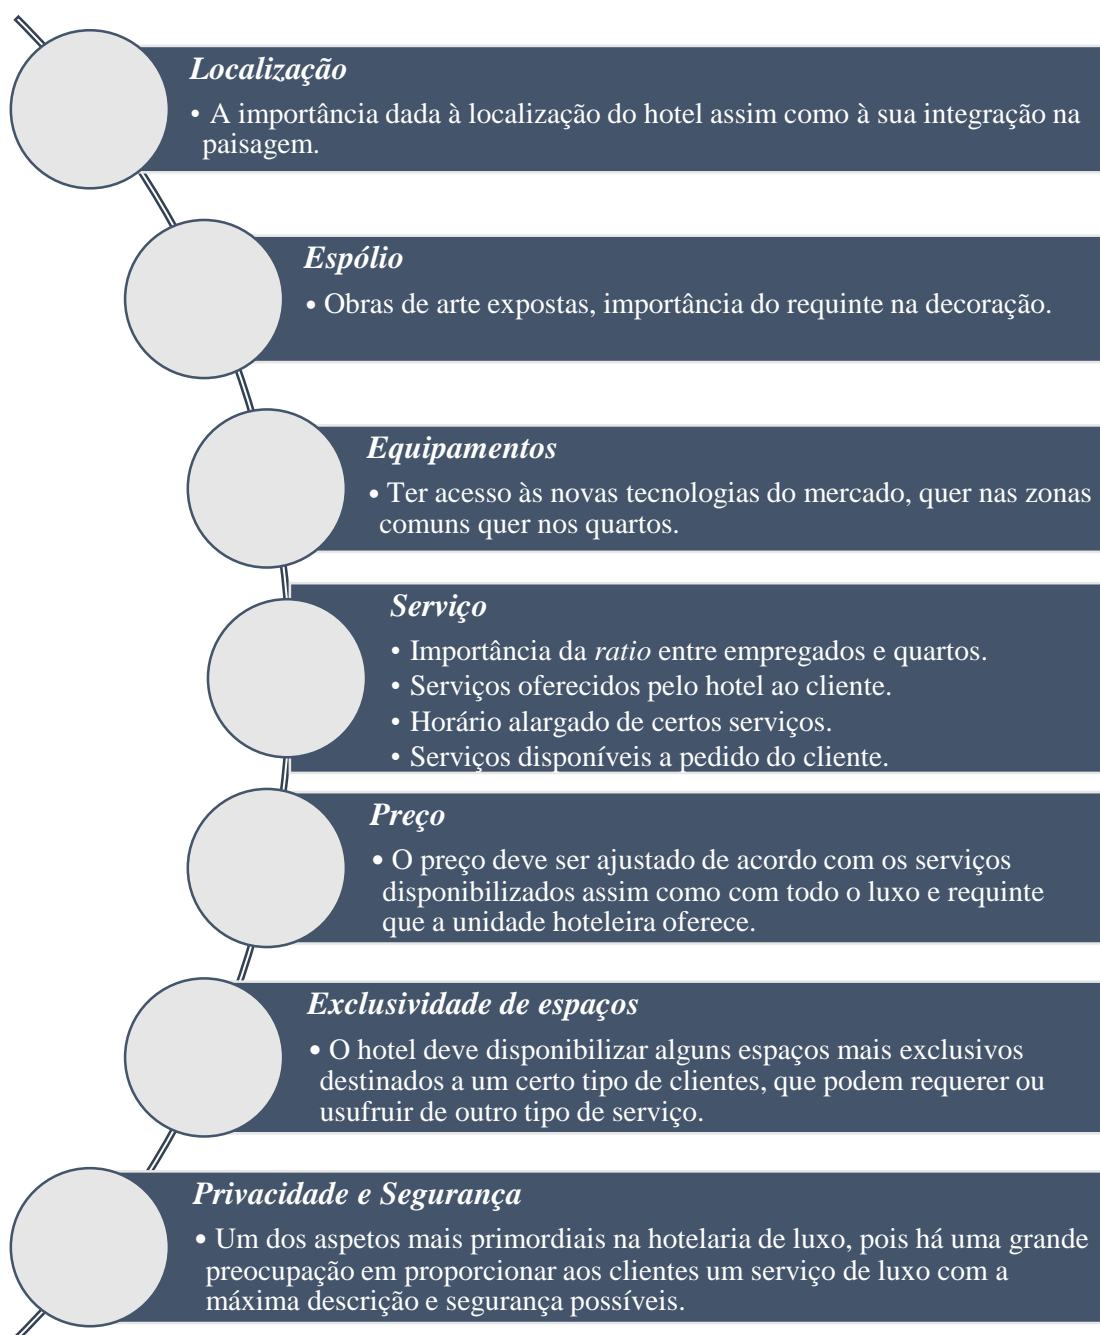 Localização
• A importância dada à localização do hotel assim como à sua integração na
paisagem.
Espólio
• Obras de arte expostas, importância do requinte na decoração.
Equipamentos
• Ter acesso às novas tecnologias do mercado, quer nas zonas
comuns quer nos quartos.
Serviço
• Importância da ratio entre empregados e quartos.
• Serviços oferecidos pelo hotel ao cliente.
• Horário alargado de certos serviços.
• Serviços disponíveis a pedido do cliente.
Preço
• O preço deve ser ajustado de acordo com os serviços
disponibilizados assim como com todo o luxo e requinte
que a unidade hoteleira oferece.
Exclusividade de espaços
• O hotel deve disponibilizar alguns espaços mais exclusivos
destinados a um certo tipo de clientes, que podem requerer ou
usufruir de outro tipo de serviço.
Privacidade e Segurança
• Um dos aspetos mais primordiais na hotelaria de luxo, pois há uma grande
preocupação em proporcionar aos clientes um serviço de luxo com a
máxima descrição e segurança possíveis.